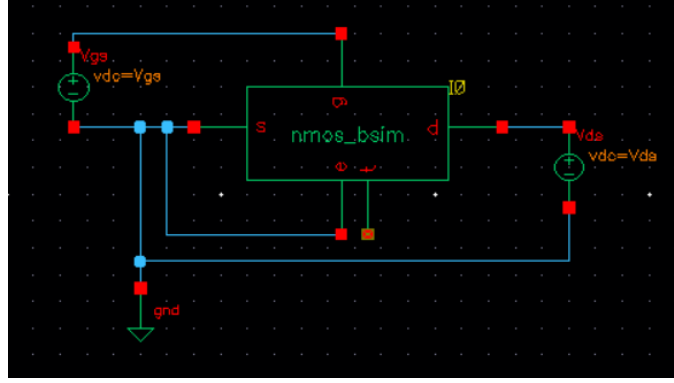 Vgs
vdc=Vgs
I0
g
s
nmos_bsim
d
e
t
Vds
vdc=Vds
gnd